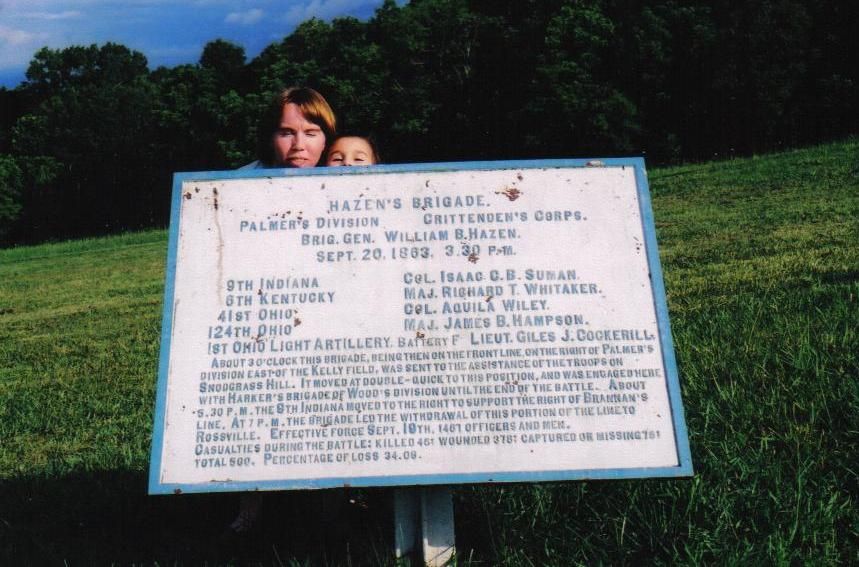 HAZEN'S BRIGADE.
PALMER'S DIVISION CRITTENDEN'S CORPS.
BRIG. GEN. WILLIAM B. HAZEN.
SEPT. 20, 1863, 3.30 P.M.
9TH INDIANA COL. ISAAC C. B. SUMAN.
6TH KENTUCKY MAJ. RICHARD T. WHITAKER.
41ST OHIO COL. AQUILA WILEY.
124TH OHIO MAJ. JAMES B. HAMPSON.
1ST OHIO LIGHT ARTILLERY, BATTERY F LIEUT. GILES J. COCKERILL.
ABOUT 3 O'CLOCK THIS BRIGADE, BEING THEN ON THE FRONT LINE, ON THE RIGHT OF PALMER'S
DIVISION EAST OF THE KELLY FIELD, WAS SENT TO THE ASSISTANCE OF THE TROOPS ON
SNODGRASS HILL. IT MOVED AT DOUBLE-QUICK TO THIS POSITION, AND WAS ENGAGED HERE
WITH HARKER'S BRIGADE OF WOOD'S DIVISION UNTIL THE END OF THE BATTLE. ABOUT
5.30 P.M. THE 9TH INDIANA MOVED TO THE RIGHT TO SUPPORT THE RIGHT OF BRANNAN'S
LINE. AT 7 P.M. THE BRIGADE LED THE WITHDRAWAL OF THIS PORTION OF THE LINE TO
ROSSVILLE. EFFECTIVE FORCE SEPT. 19TH, 1467 OFFICERS AND MEN.
CASUALTIES DURING THE BATTLE: KILLED 46: WOUNDED 378: CAPTURED OR MISSING 76:
TOTAL 500. PERCENTAGE OF LOSS 34.08.